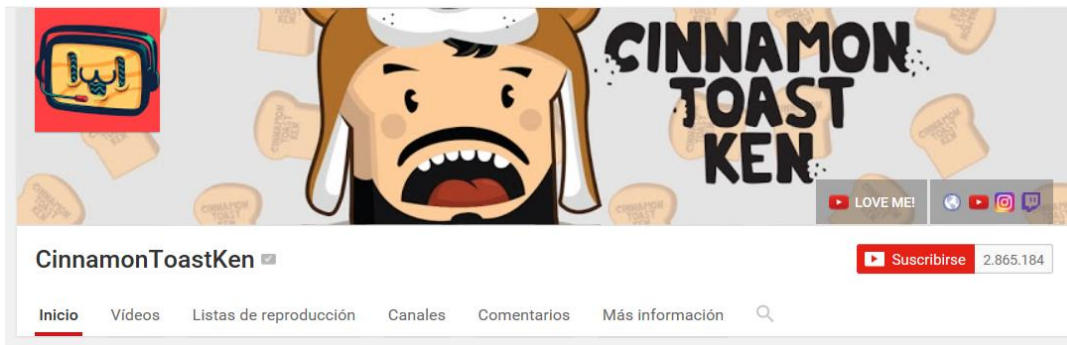 CINNAMON
TOAST
KEN
LOVE ME!
CinnamonToastKen
Suscribirse 2.865.184
Inicio Vídeos Listas de reproducción Canales Comentarios Más información